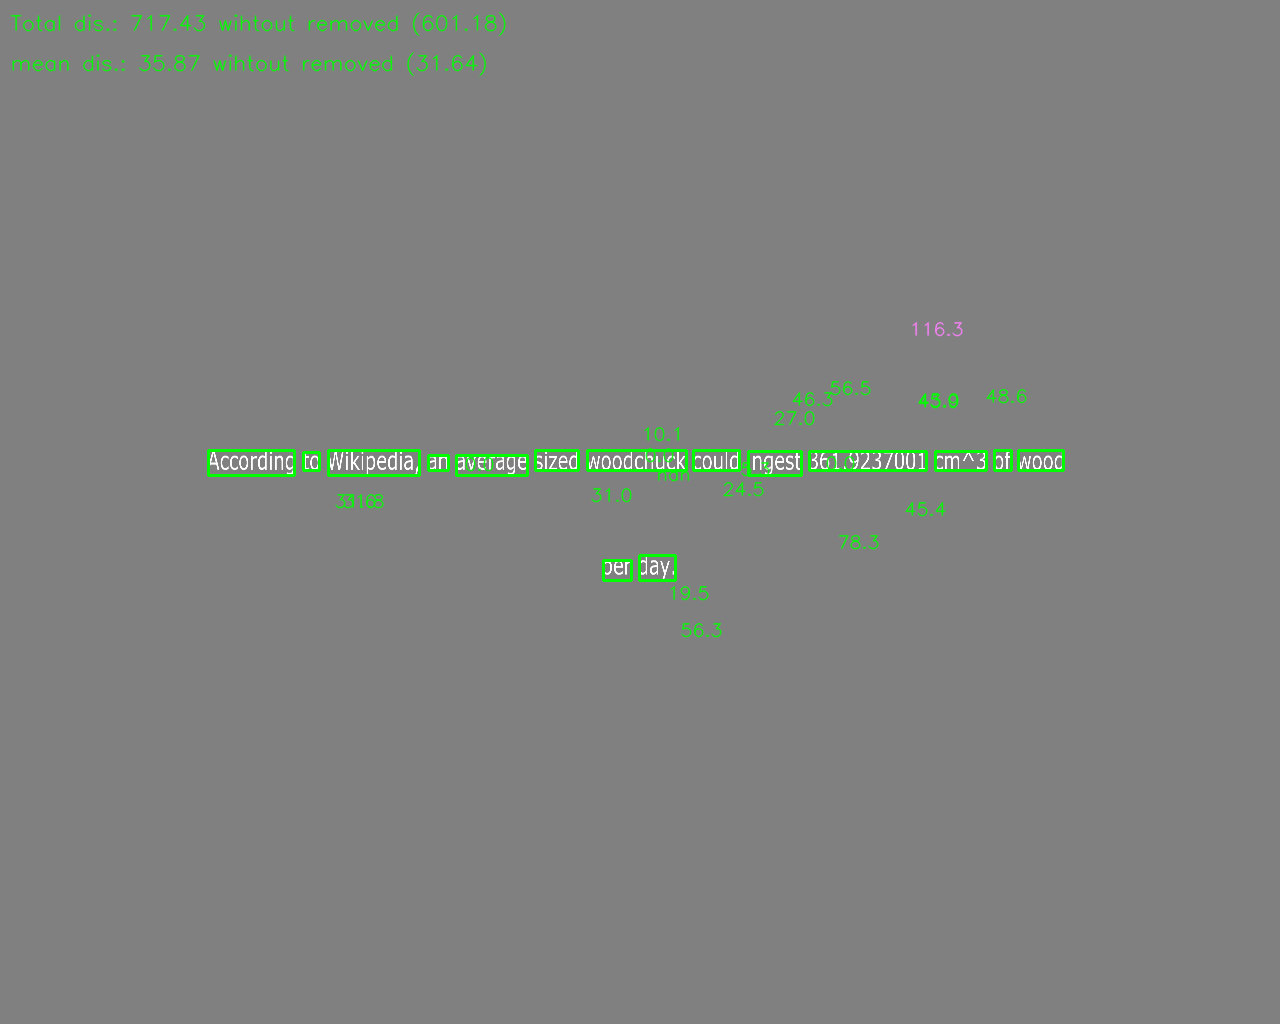 Total dis.: 717.43 wihtout removed (601.18)
mean dis.: 35.87 wihtout removed (31.64)
116.3
56.5
46.3
48.6
27.0
10.1
According to Wikipedia, an average sized woodchuck could ingest 361.9237001 cm^3 of wood
nan
24.5
31.0
45.4
78.3
per day.
19.5
56.3